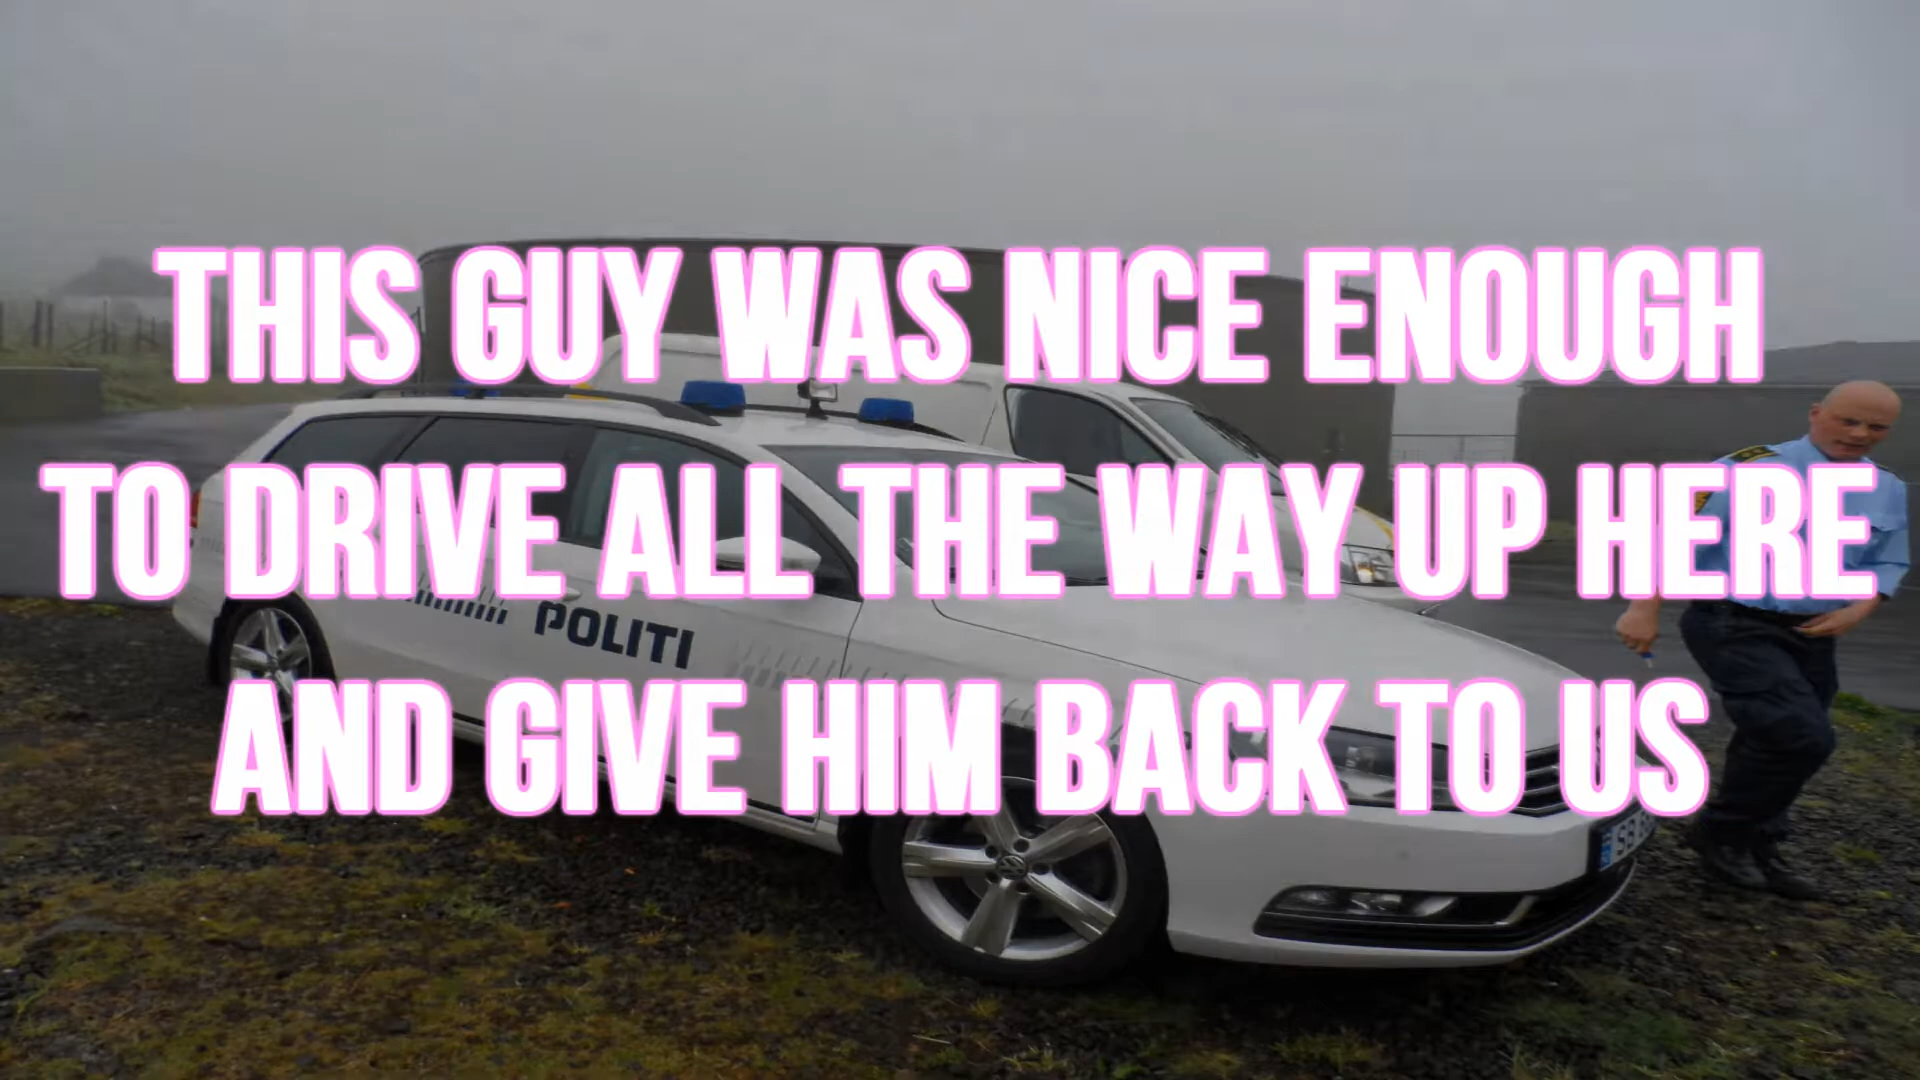 THIS GUY WAS NICE ENOUGH
TO DRIVE ALL THE WAY UP HERE
POLITI
AND GIVE HIM BACK TO US